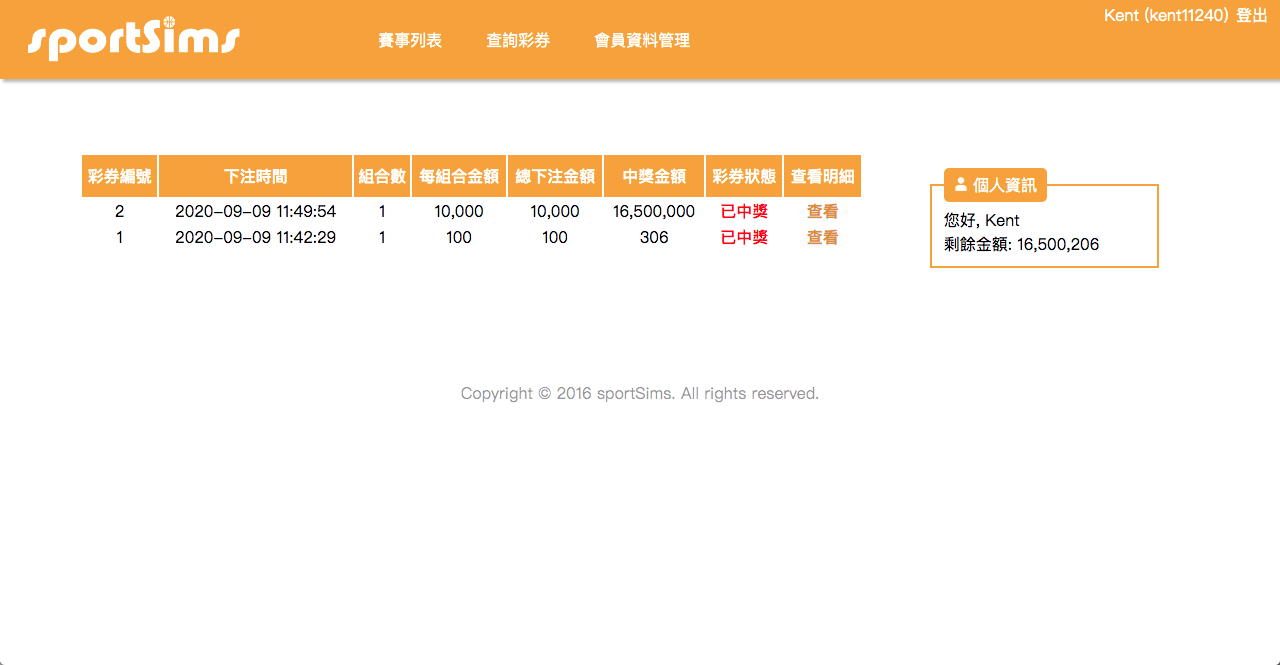 sportSims
賽事列表 查詢彩券 會員資料管理
Kent (kent11240) 登出
彩券編號 下注時間 組合數 每組合金額 總下注金額 中獎金額 彩券狀態 查看明細
2 2020-09-09 11:49:54 1 10,000 10,000 16,500,000 已中獎 查看
1 2020-09-09 11:42:29 1 100 100 306 已中獎 查看
個人資訊
您好, Kent
剩餘金額: 16,500,206
Copyright © 2016 sportSims. All rights reserved.